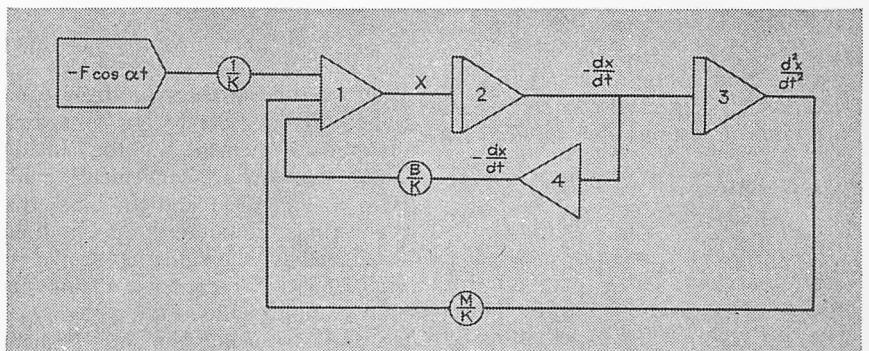 -F cos αt
1/K
1
X
2
-dx/dt
3
d²x/dt²
B/K
-dx/dt
4
M/K